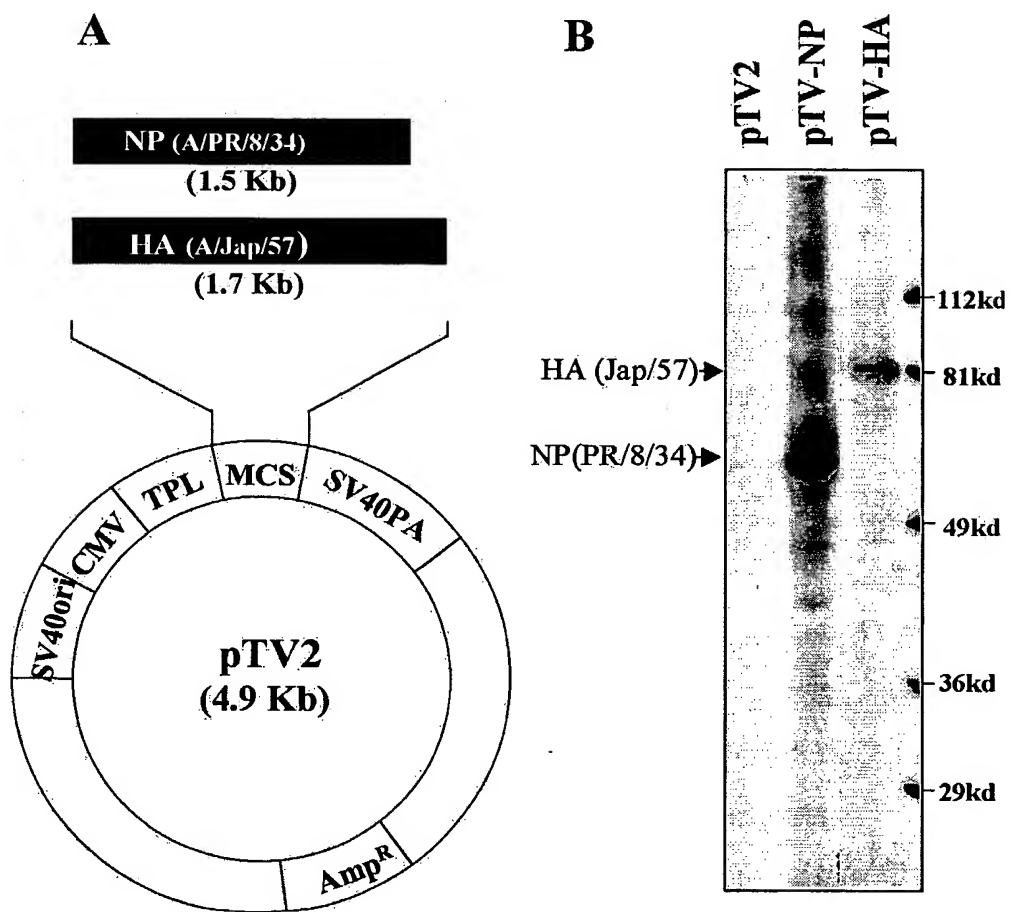 A
NP (A/PR/8/34)
(1.5 Kb)
HA (A/Jap/57)
(1.7 Kb)
SV40ori
CMV
TPL
MCS
SV40PA
pTV2
(4.9 Kb)
Amp^R
B
pTV2
pTV-NP
pTV-HA
HA (Jap/57)
NP(PR/8/34)
112kd
81kd
49kd
36kd
29kd